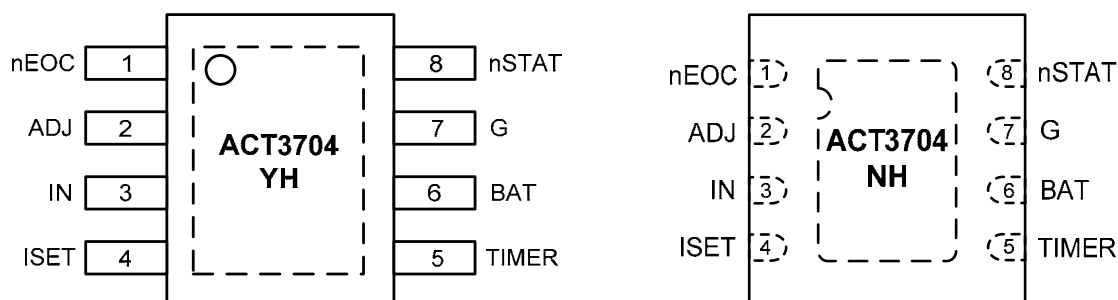 nEOC 1 8 nSTAT
ADJ 2 7 G
ACT3704
YH
IN 3 6 BAT
ISET 4 5 TIMER
nEOC 1 8 nSTAT
ADJ 2 7 G
ACT3704
NH
IN 3 6 BAT
ISET 4 5 TIMER